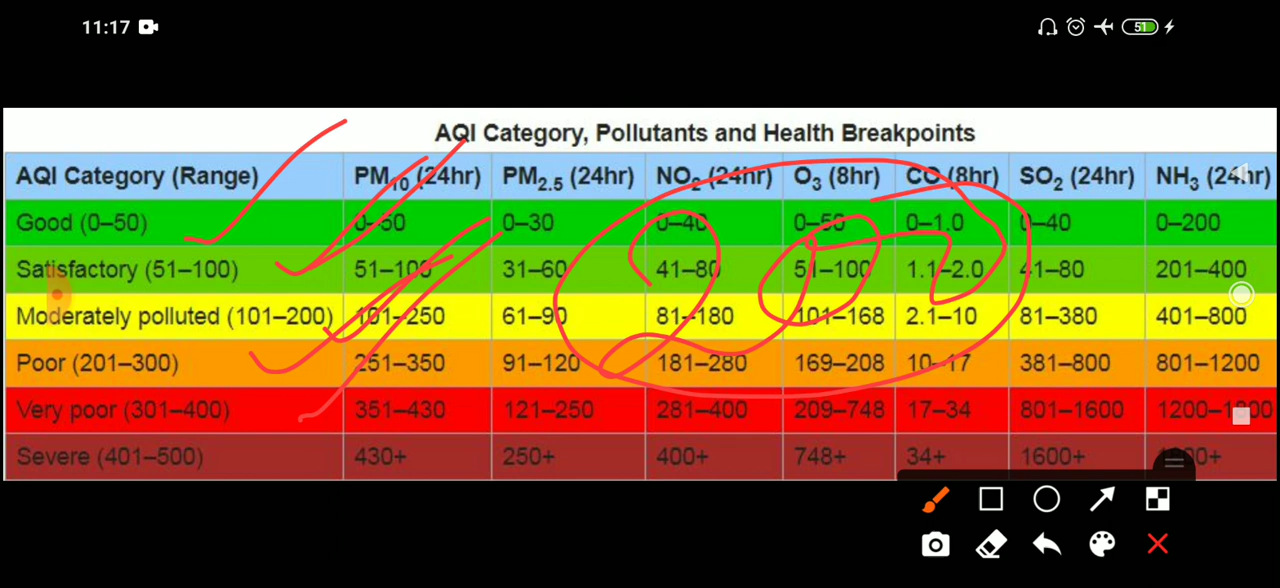 11:17
51
AQI Category, Pollutants and Health Breakpoints
AQI Category (Range) PM10 (24hr) PM2.5 (24hr) NO2 (24hr) O3 (8hr) CO (8hr) SO2 (24hr) NH3 (24hr)
Good (0–50) 0–50 0–30 0–40 0–50 0–1.0 0–40 0–200
Satisfactory (51–100) 51–100 31–60 41–80 51–100 1.1–2.0 41–80 201–400
Moderately polluted (101–200) 101–250 61–90 81–180 101–168 2.1–10 81–380 401–800
Poor (201–300) 251–350 91–120 181–280 169–208 10–17 381–800 801–1200
Very poor (301–400) 351–430 121–250 281–400 209–748 17–34 801–1600
Severe (401–500) 430+ 250+ 400+ 748+ 34+ 1600+